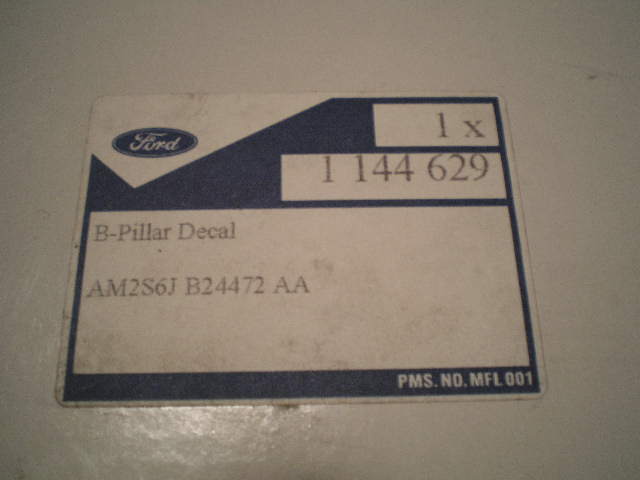 Ford
1 x
1 144 629
B-Pillar Decal
AM2S6J B24472 AA
PMS. NO. MFL 001